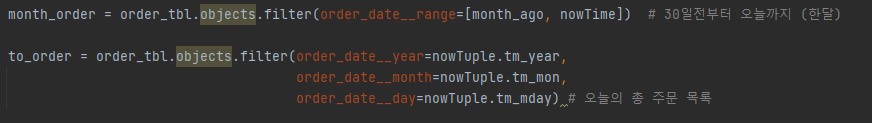 month_order = order_tbl.objects.filter(order_date__range=[month_ago, nowTime])  # 30일전부터 오늘까지 (한달)
to_order = order_tbl.objects.filter(order_date__year=nowTuple.tm_year,
order_date__month=nowTuple.tm_mon,
order_date__day=nowTuple.tm_mday) # 오늘의 총 주문 목록